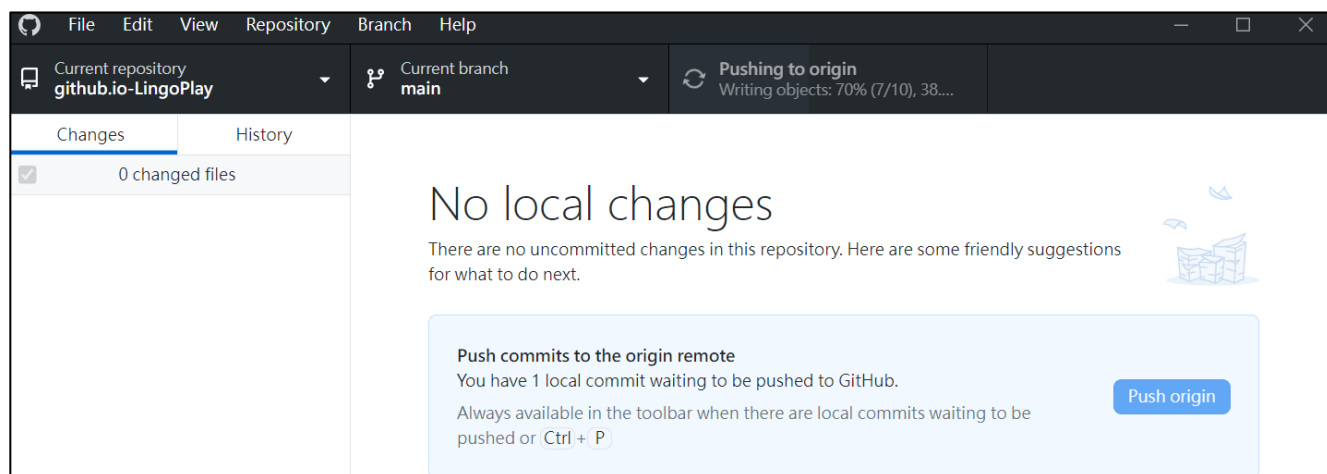 File Edit View Repository Branch Help
Current repository
github.io-LingoPlay
Current branch
main
Pushing to origin
Writing objects: 70% (7/10), 38....
Changes History
0 changed files
No local changes
There are no uncommitted changes in this repository. Here are some friendly suggestions
for what to do next.
Push commits to the origin remote
You have 1 local commit waiting to be pushed to GitHub.
Always available in the toolbar when there are local commits waiting to be
pushed or Ctrl + P
Push origin